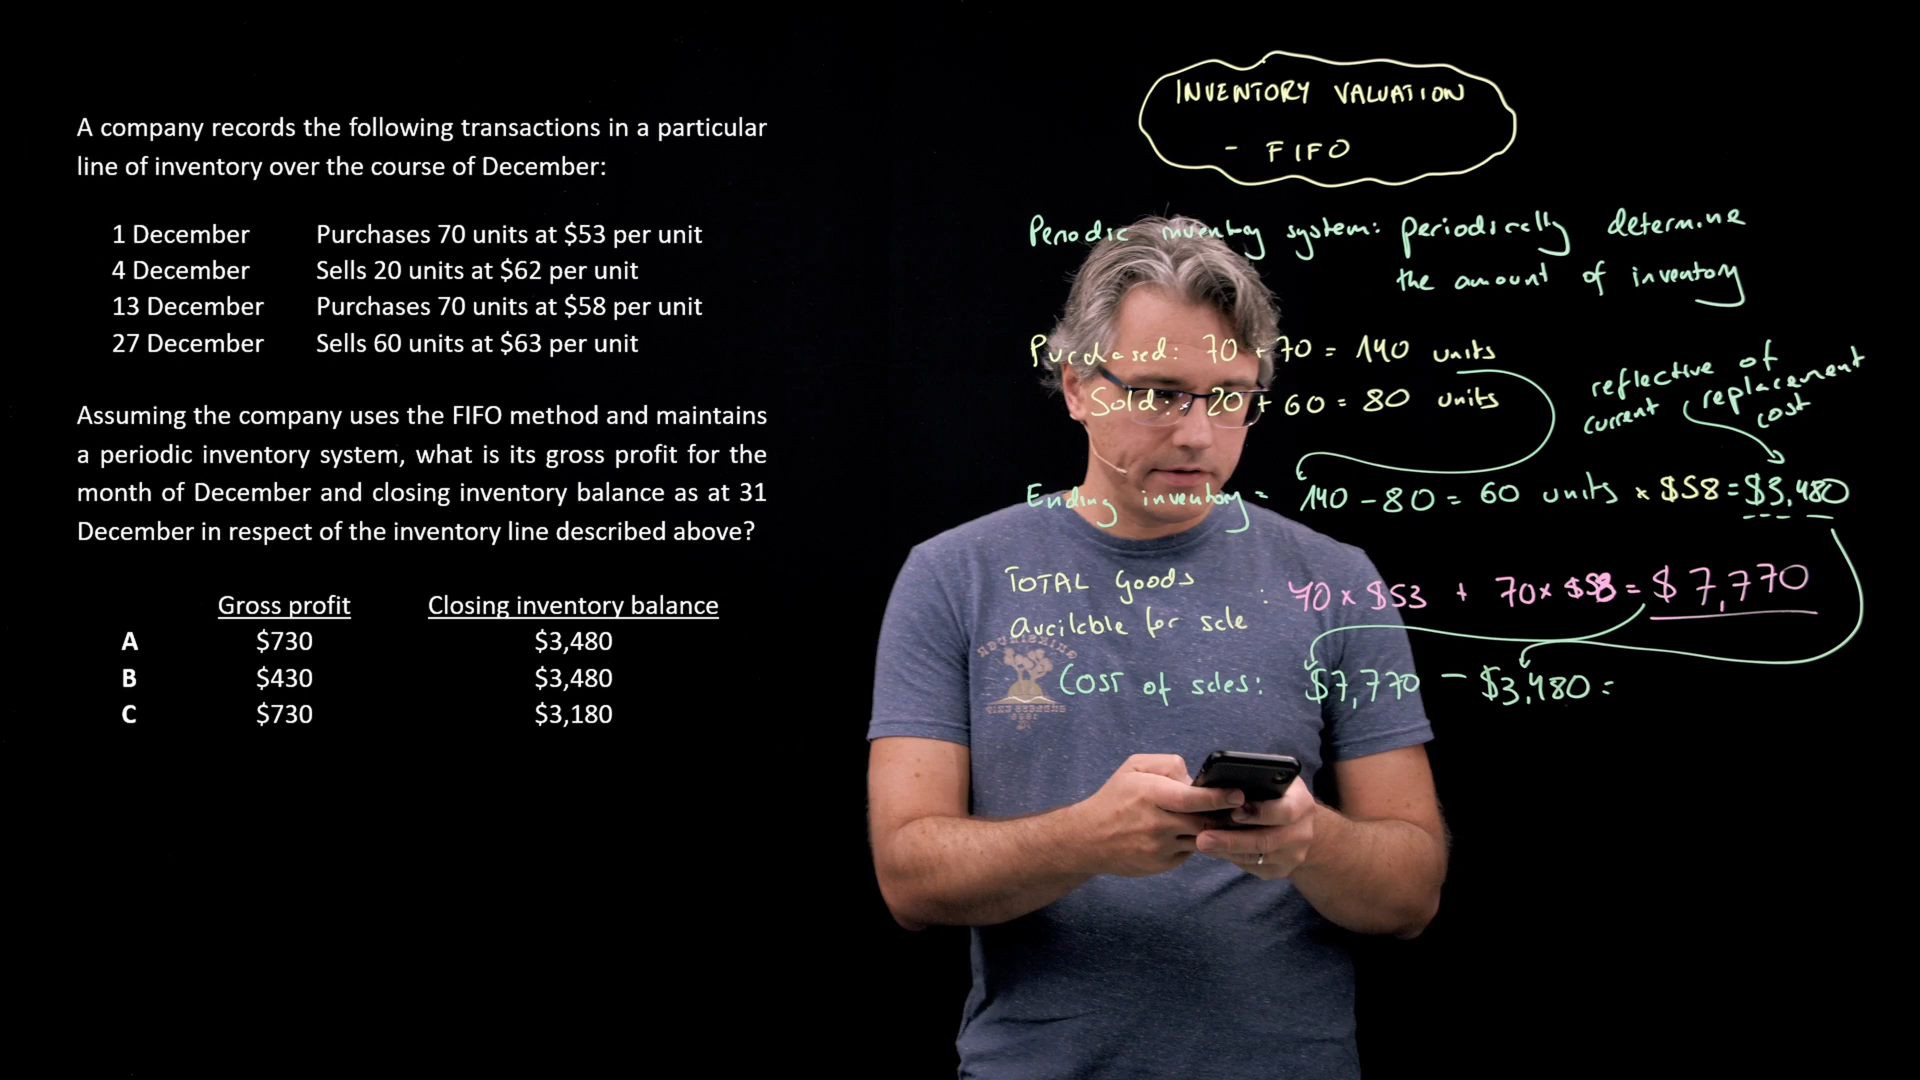 A company records the following transactions in a particular
line of inventory over the course of December:
1 December Purchases 70 units at $53 per unit
4 December Sells 20 units at $62 per unit
13 December Purchases 70 units at $58 per unit
27 December Sells 60 units at $63 per unit
Assuming the company uses the FIFO method and maintains
a periodic inventory system, what is its gross profit for the
month of December and closing inventory balance as at 31
December in respect of the inventory line described above?
Gross profit Closing inventory balance
A $730 $3,480
B $430 $3,480
C $730 $3,180
INVENTORY VALUATION
- FIFO
Periodic inventory system: periodically determine
the amount of inventory
Purchased: 70 + 70 = 140 units
Sold: 20 + 60 = 80 units
reflective of
current replacement
cost
Ending inventory = 140 - 80 = 60 units × $58 = $3,480
TOTAL Goods
available for sale : 70 × $53 + 70 × $58 = $7,770
Cost of sales: $7,770 - $3,480 =